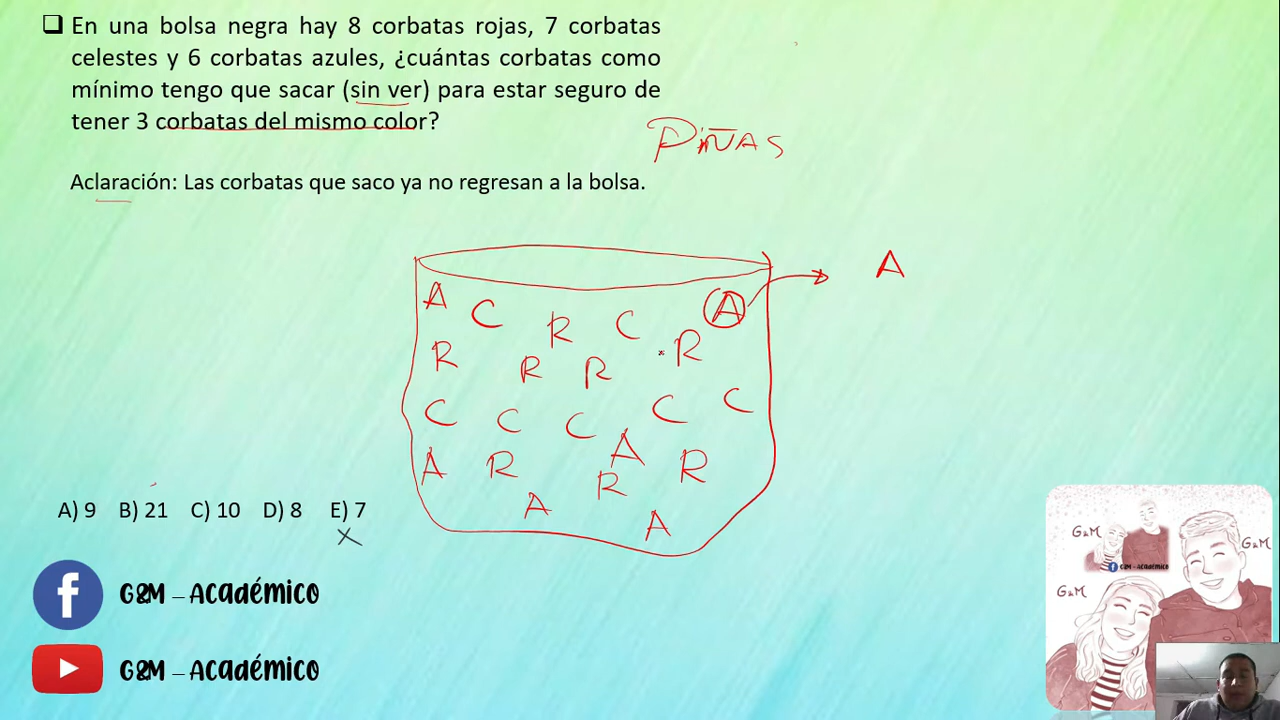 En una bolsa negra hay 8 corbatas rojas, 7 corbatas
celestes y 6 corbatas azules, ¿cuántas corbatas como
mínimo tengo que sacar (sin ver) para estar seguro de
tener 3 corbatas del mismo color?
PiÑAS
Aclaración: Las corbatas que saco ya no regresan a la bolsa.
A
A C R C A
R R R R
C C C C C
A R A R R
A A
A) 9 B) 21 C) 10 D) 8 E) 7
X
G&M – Académico
G&M – Académico
G&M
G&M
G&M – Académico
G&M